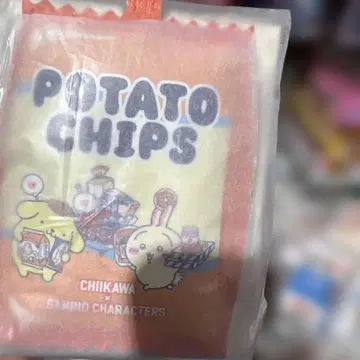 POTATO
CHIPS
CHIIKAWA
×
SANRIO CHARACTERS